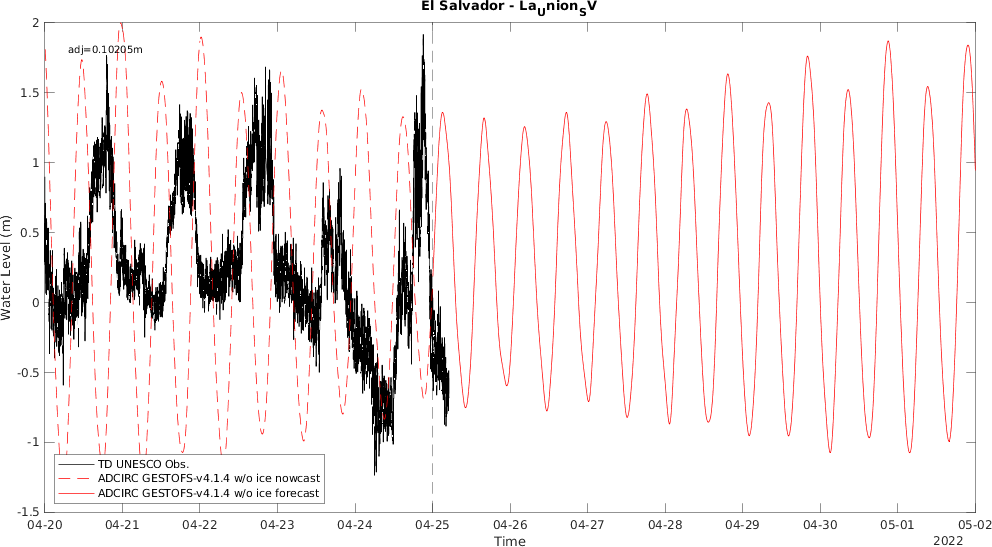 El Salvador - LaUnionSV
adj=0.10205m
2
1.5
1
0.5
0
-0.5
-1
-1.5
Water Level (m)
TD UNESCO Obs.
ADCIRC GESTOFS-v4.1.4 w/o ice nowcast
ADCIRC GESTOFS-v4.1.4 w/o ice forecast
04-20 04-21 04-22 04-23 04-24 04-25 04-26 04-27 04-28 04-29 04-30 05-01 05-02
Time
2022